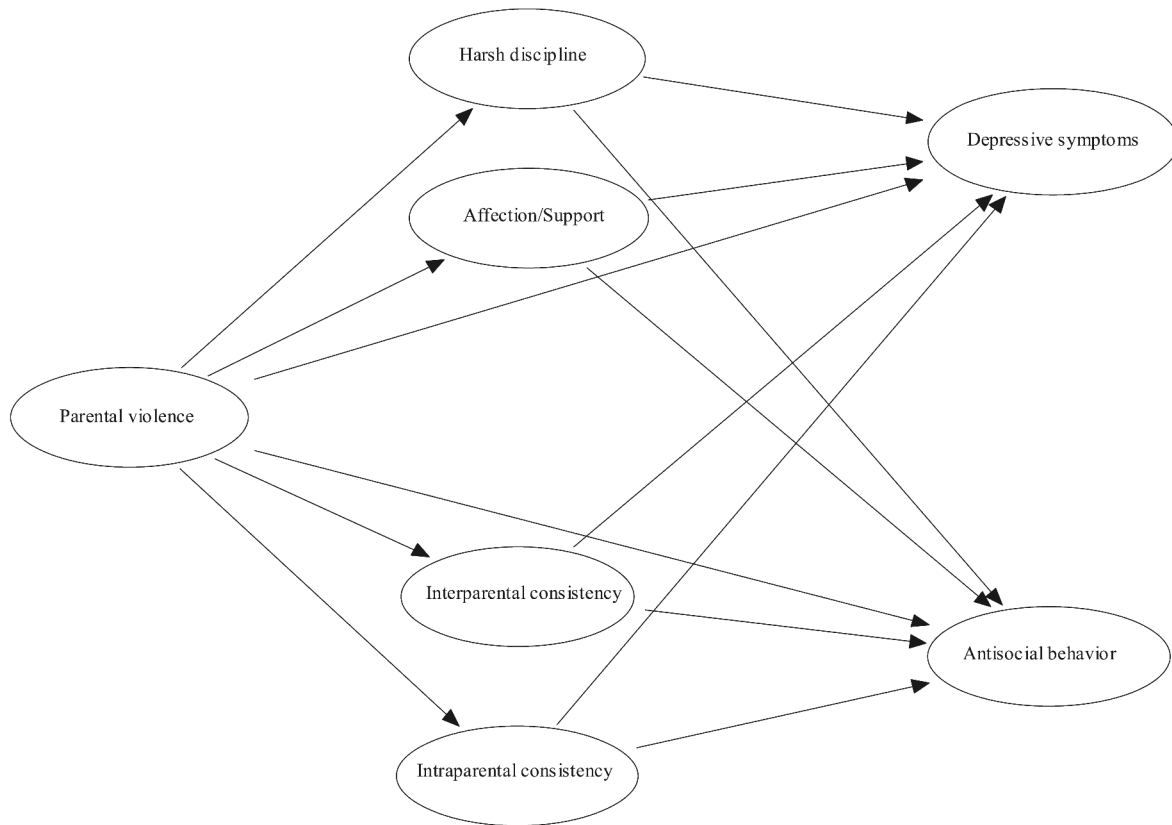 Harsh discipline
Depressive symptoms
Affection/Support
Parental violence
Interparental consistency
Antisocial behavior
Intraparental consistency